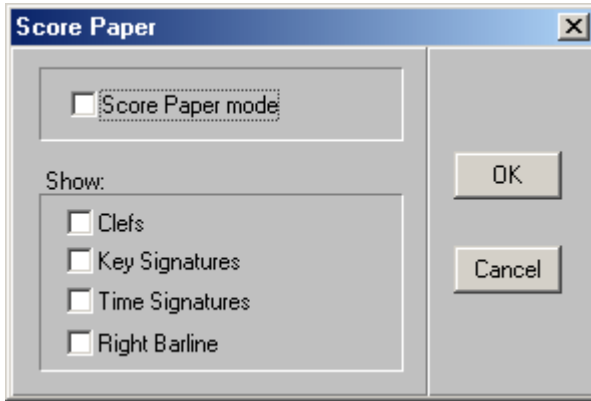 Score Paper
Score Paper mode
Show:
Clefs
Key Signatures
Time Signatures
Right Barline
OK
Cancel